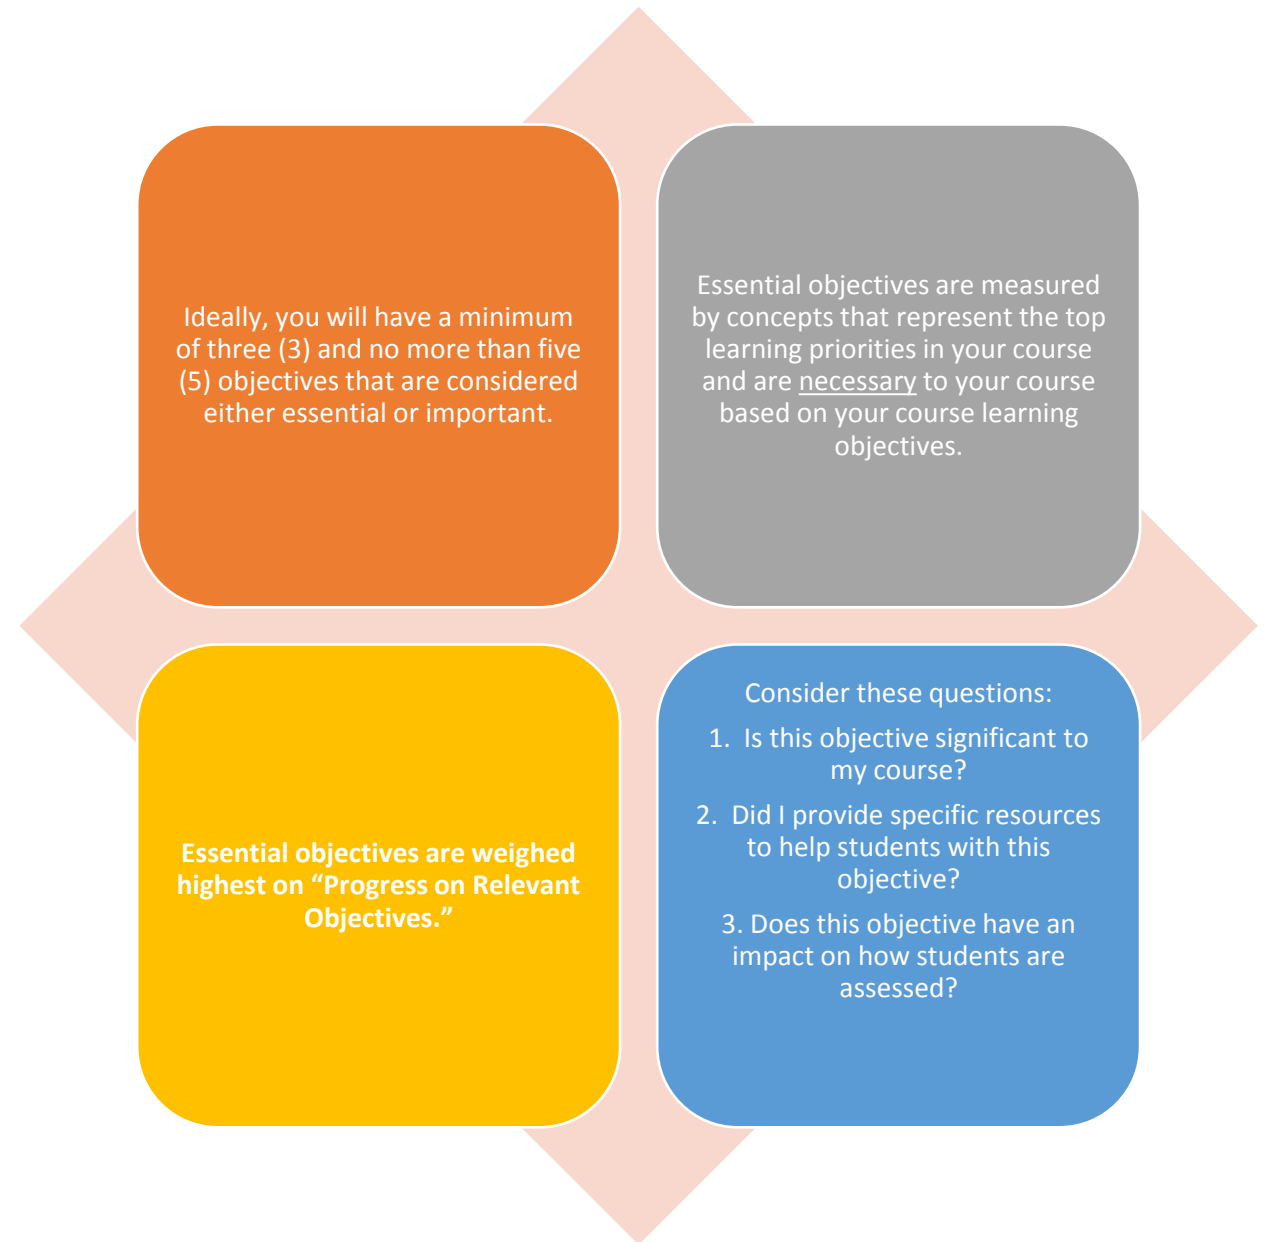 Ideally, you will have a minimum
of three (3) and no more than five
(5) objectives that are considered
either essential or important.
Essential objectives are measured
by concepts that represent the top
learning priorities in your course
and are necessary to your course
based on your course learning
objectives.
Essential objectives are weighed
highest on “Progress on Relevant
Objectives.”
Consider these questions:
1. Is this objective significant to
my course?
2. Did I provide specific resources
to help students with this
objective?
3. Does this objective have an
impact on how students are
assessed?